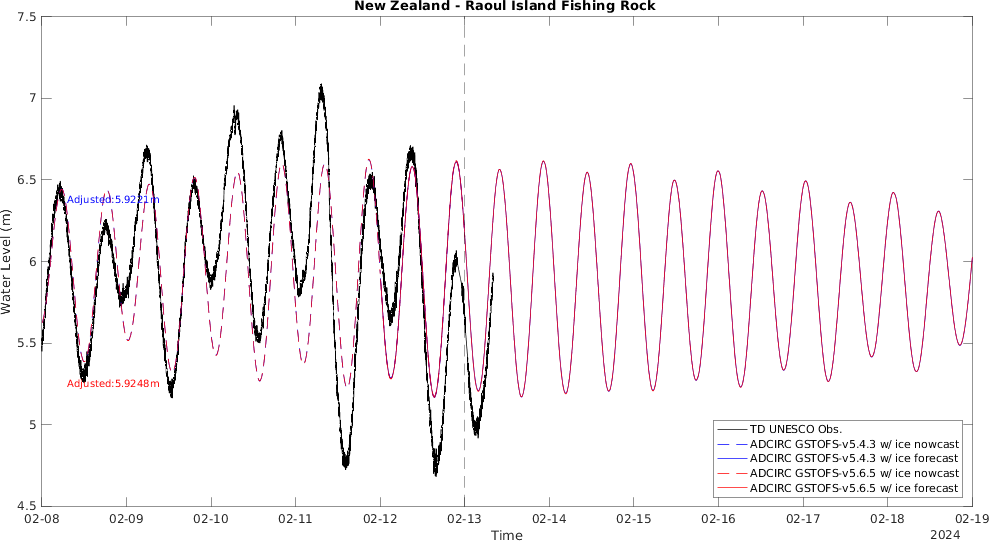 New Zealand - Raoul Island Fishing Rock
7.5
7
6.5
6
5.5
5
4.5
Water Level (m)
Adjusted:5.9221m
Adjusted:5.9248m
TD UNESCO Obs.
ADCIRC GSTOFS-v5.4.3 w/ ice nowcast
ADCIRC GSTOFS-v5.4.3 w/ ice forecast
ADCIRC GSTOFS-v5.6.5 w/ ice nowcast
ADCIRC GSTOFS-v5.6.5 w/ ice forecast
02-08 02-09 02-10 02-11 02-12 02-13 02-14 02-15 02-16 02-17 02-18 02-19
Time
2024